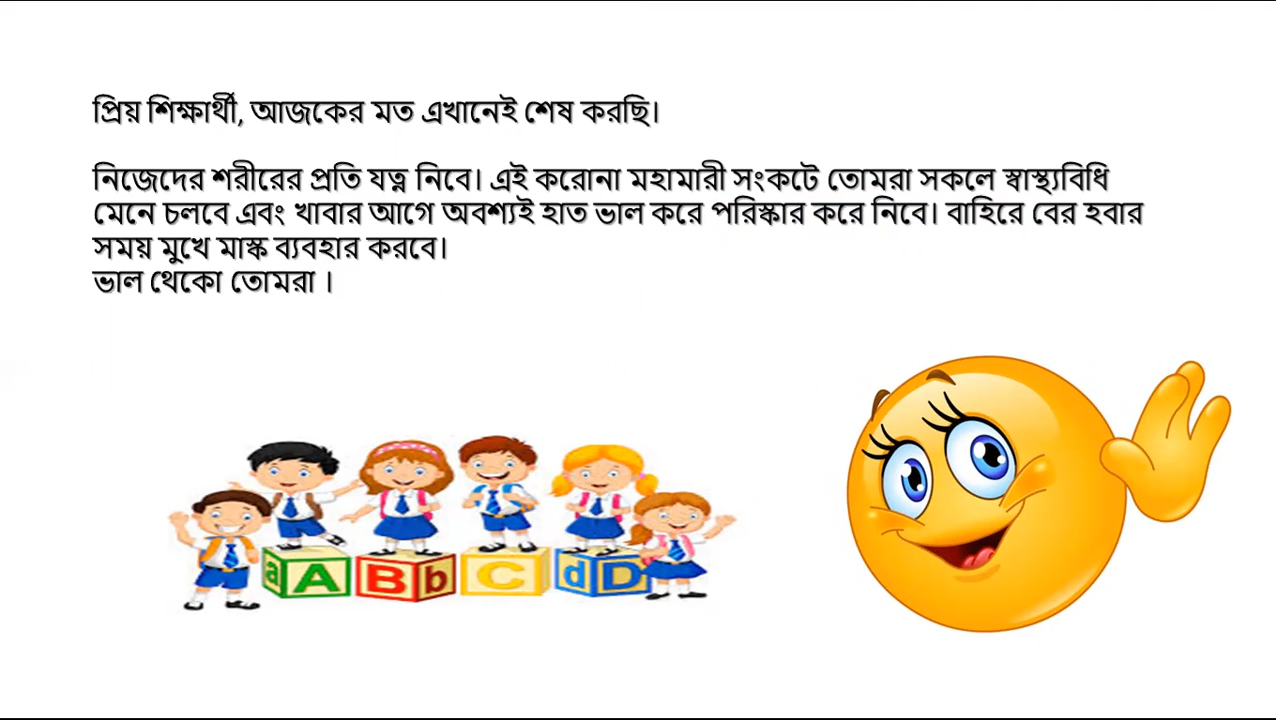 প্রিয় শিক্ষার্থী, আজকের মত এখানেই শেষ করছি।
নিজেদের শরীরের প্রতি যত্ন নিবে। এই করোনা মহামারী সংকটে তোমরা সকলে স্বাস্থ্যবিধি
মেনে চলবে এবং খাবার আগে অবশ্যই হাত ভাল করে পরিস্কার করে নিবে। বাহিরে বের হবার
সময় মুখে মাস্ক ব্যবহার করবে।
ভাল থেকো তোমরা ।
a A B b C d D